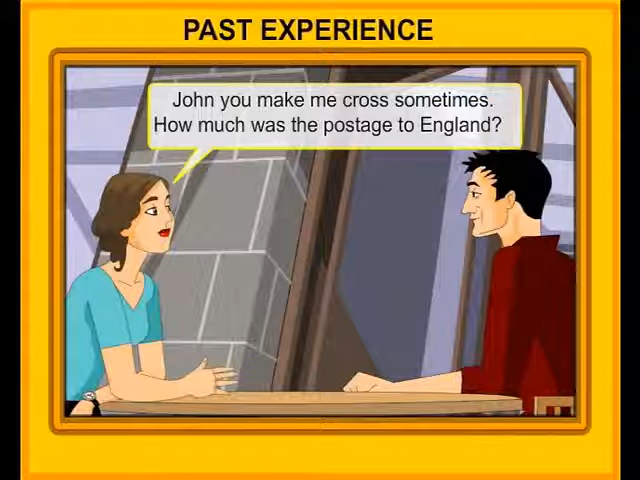 PAST EXPERIENCE
John you make me cross sometimes.
How much was the postage to England?